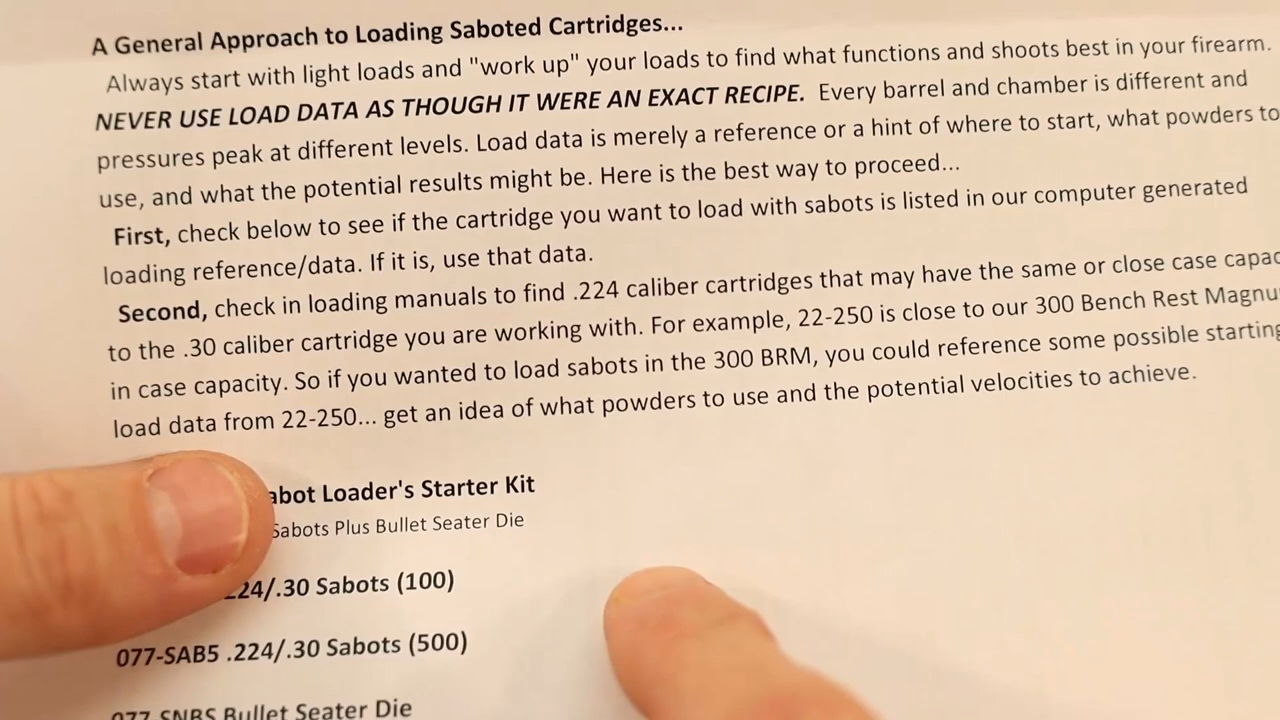 A General Approach to Loading Saboted Cartridges...
Always start with light loads and "work up" your loads to find what functions and shoots best in your firearm.
NEVER USE LOAD DATA AS THOUGH IT WERE AN EXACT RECIPE. Every barrel and chamber is different and
pressures peak at different levels. Load data is merely a reference or a hint of where to start, what powders to
use, and what the potential results might be. Here is the best way to proceed...
First, check below to see if the cartridge you want to load with sabots is listed in our computer generated
loading reference/data. If it is, use that data.
Second, check in loading manuals to find .224 caliber cartridges that may have the same or close case
to the .30 caliber cartridge you are working with. For example, 22-250 is close to our 300 Bench Rest
in case capacity. So if you wanted to load sabots in the 300 BRM, you could reference some possible starting
load data from 22-250... get an idea of what powders to use and the potential velocities to achieve.
Loader's Starter Kit
Sabots Plus Bullet Seater Die
.30 Sabots (100)
077-SAB5 .224/.30 Sabots (500)
077-SNBS Bullet Seater Die